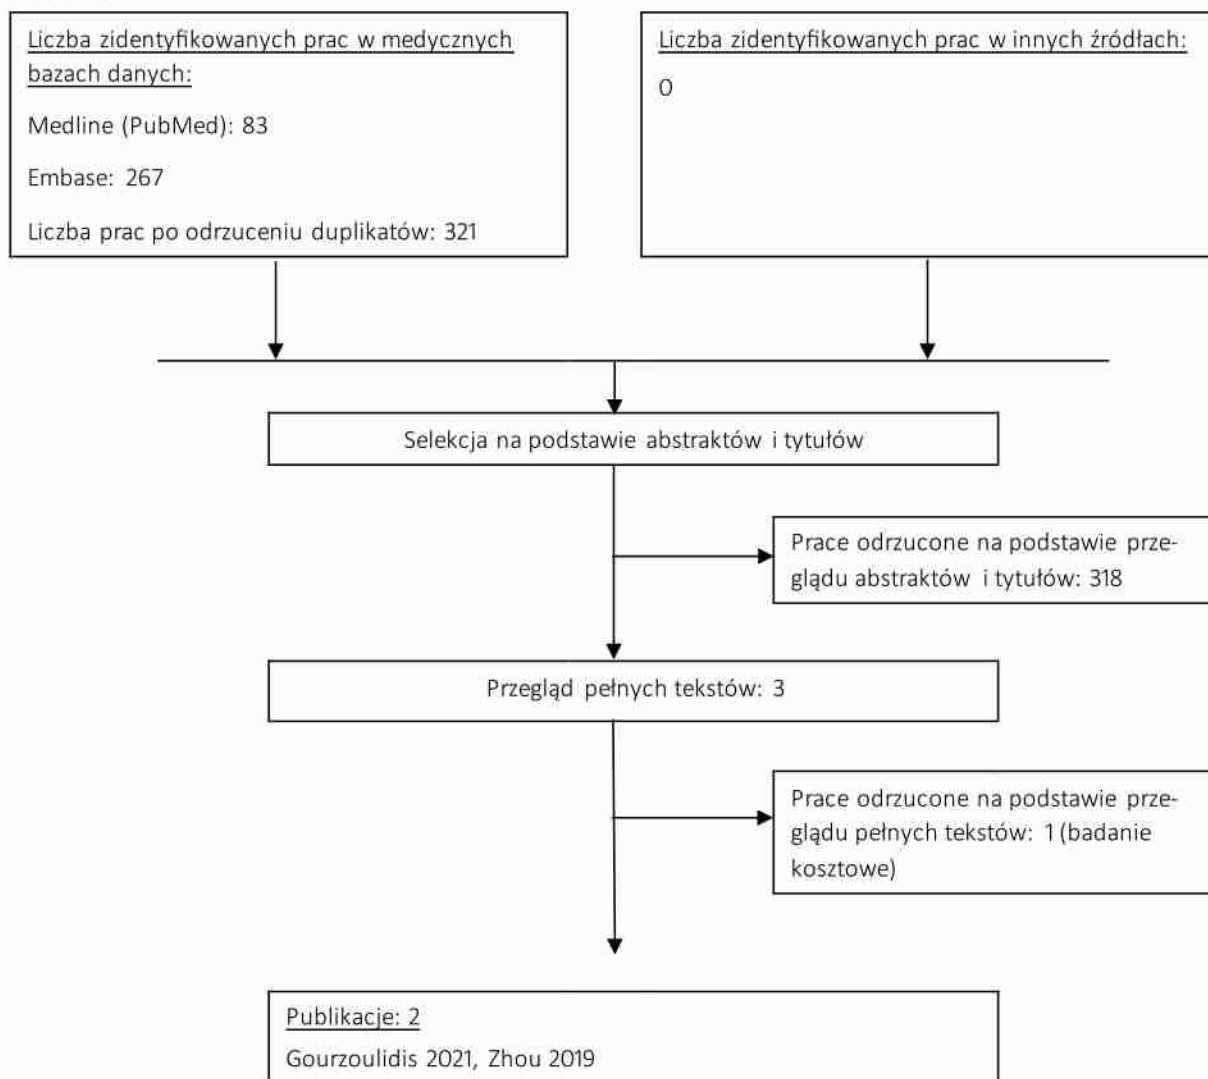 Liczba zidentyfikowanych prac w medycznych
bazach danych:
Medline (PubMed): 83
Embase: 267
Liczba prac po odrzuceniu duplikatów: 321
Liczba zidentyfikowanych prac w innych źródłach:
0
Selekcja na podstawie abstraktów i tytułów
Prace odrzucone na podstawie prze-
glądu abstraktów i tytułów: 318
Przegląd pełnych tekstów: 3
Prace odrzucone na podstawie prze-
glądu pełnych tekstów: 1 (badanie
kosztowe)
Publikacje: 2
Gourzoulidis 2021, Zhou 2019